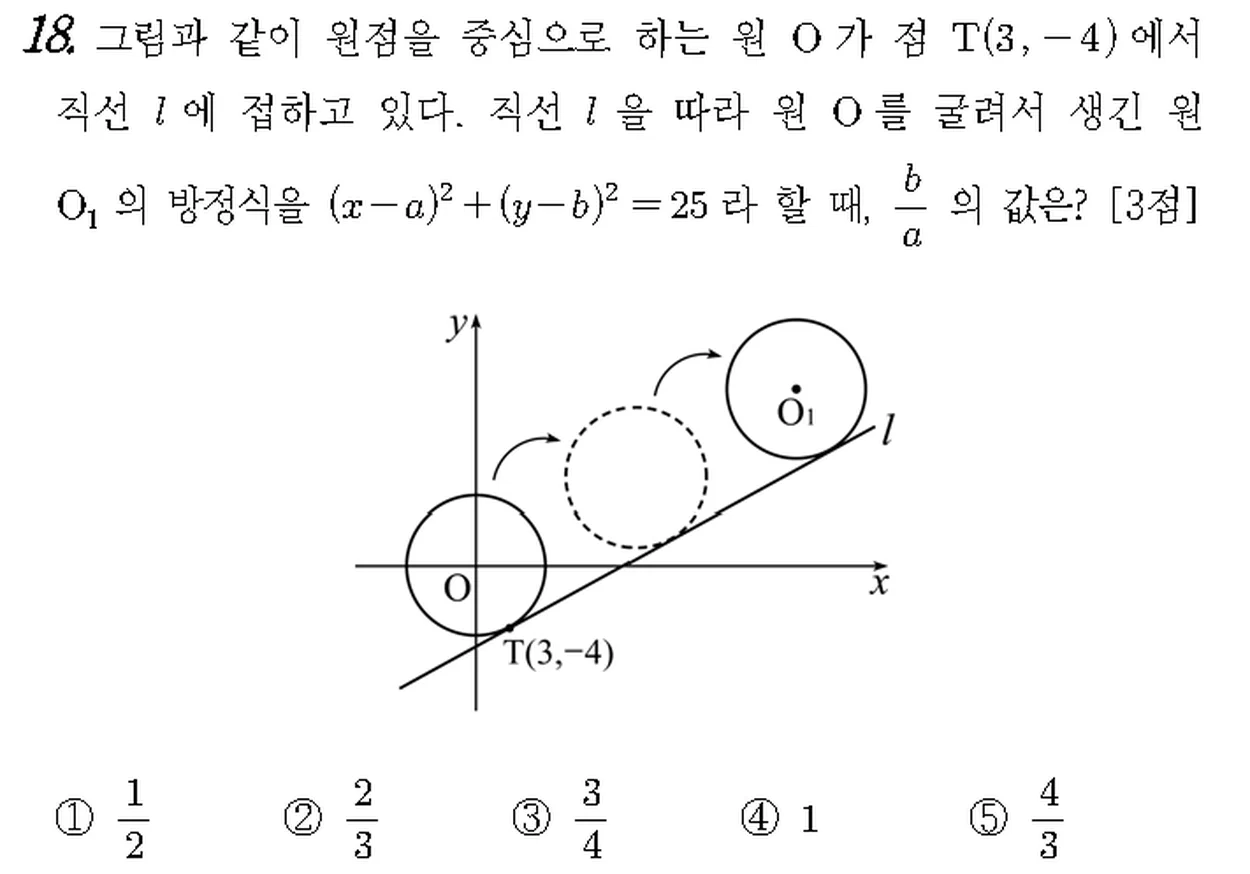 18. 그림과 같이 원점을 중심으로 하는 원 O가 점 T(3, −4)에서
직선 l에 접하고 있다. 직선 l을 따라 원 O를 굴려서 생긴 원
O₁의 방정식을 (x−a)²+(y−b)²=25라 할 때, b/a의 값은? [3점]
y
O₁
l
O
x
T(3,−4)
① 1/2 ② 2/3 ③ 3/4 ④ 1 ⑤ 4/3